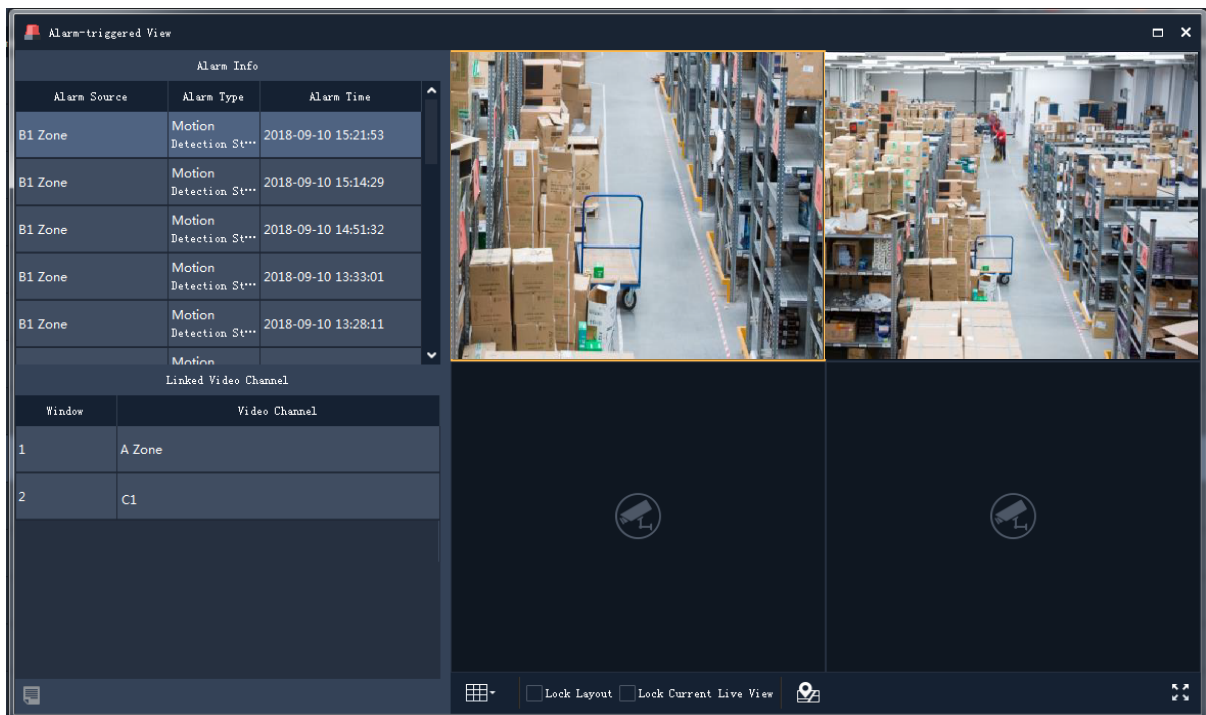 Alarm-triggered View
Alarm Info
Alarm Source Alarm Type Alarm Time
B1 Zone Motion Detection St··· 2018-09-10 15:21:53
B1 Zone Motion Detection St··· 2018-09-10 15:14:29
B1 Zone Motion Detection St··· 2018-09-10 14:51:32
B1 Zone Motion Detection St··· 2018-09-10 13:33:01
B1 Zone Motion Detection St··· 2018-09-10 13:28:11
Motion
Linked Video Channel
Window Video Channel
1 A Zone
2 C1
Lock Layout Lock Current Live View